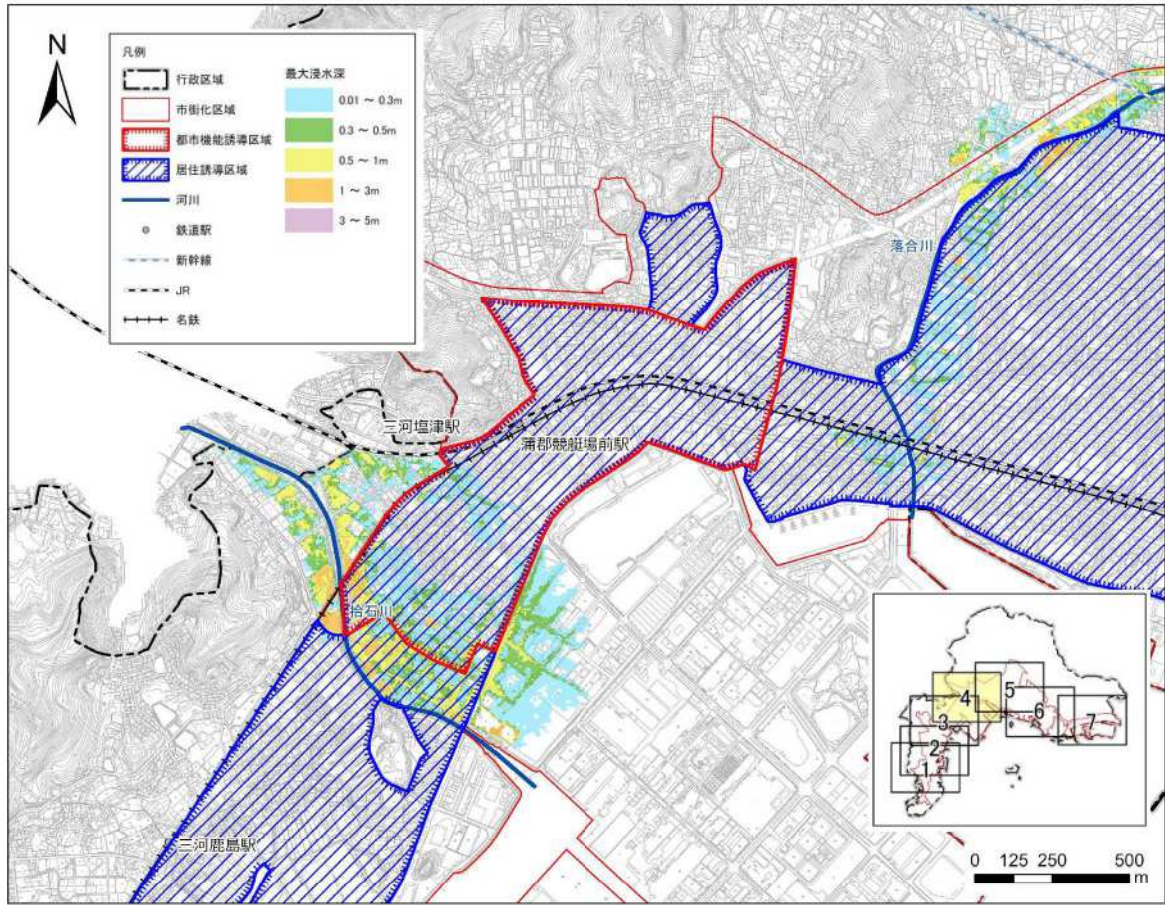 N
凡例
行政区域
市街化区域
都市機能誘導区域
居住誘導区域
河川
鉄道駅
新幹線
JR
名鉄
最大浸水深
0.01 ～ 0.3m
0.3 ～ 0.5m
0.5 ～ 1m
1 ～ 3m
3 ～ 5m
落合川
三河塩津駅
蒲郡競艇場前駅
拾石川
三河鹿島駅
5
4
6
3
7
2
1
0 125 250 500
m